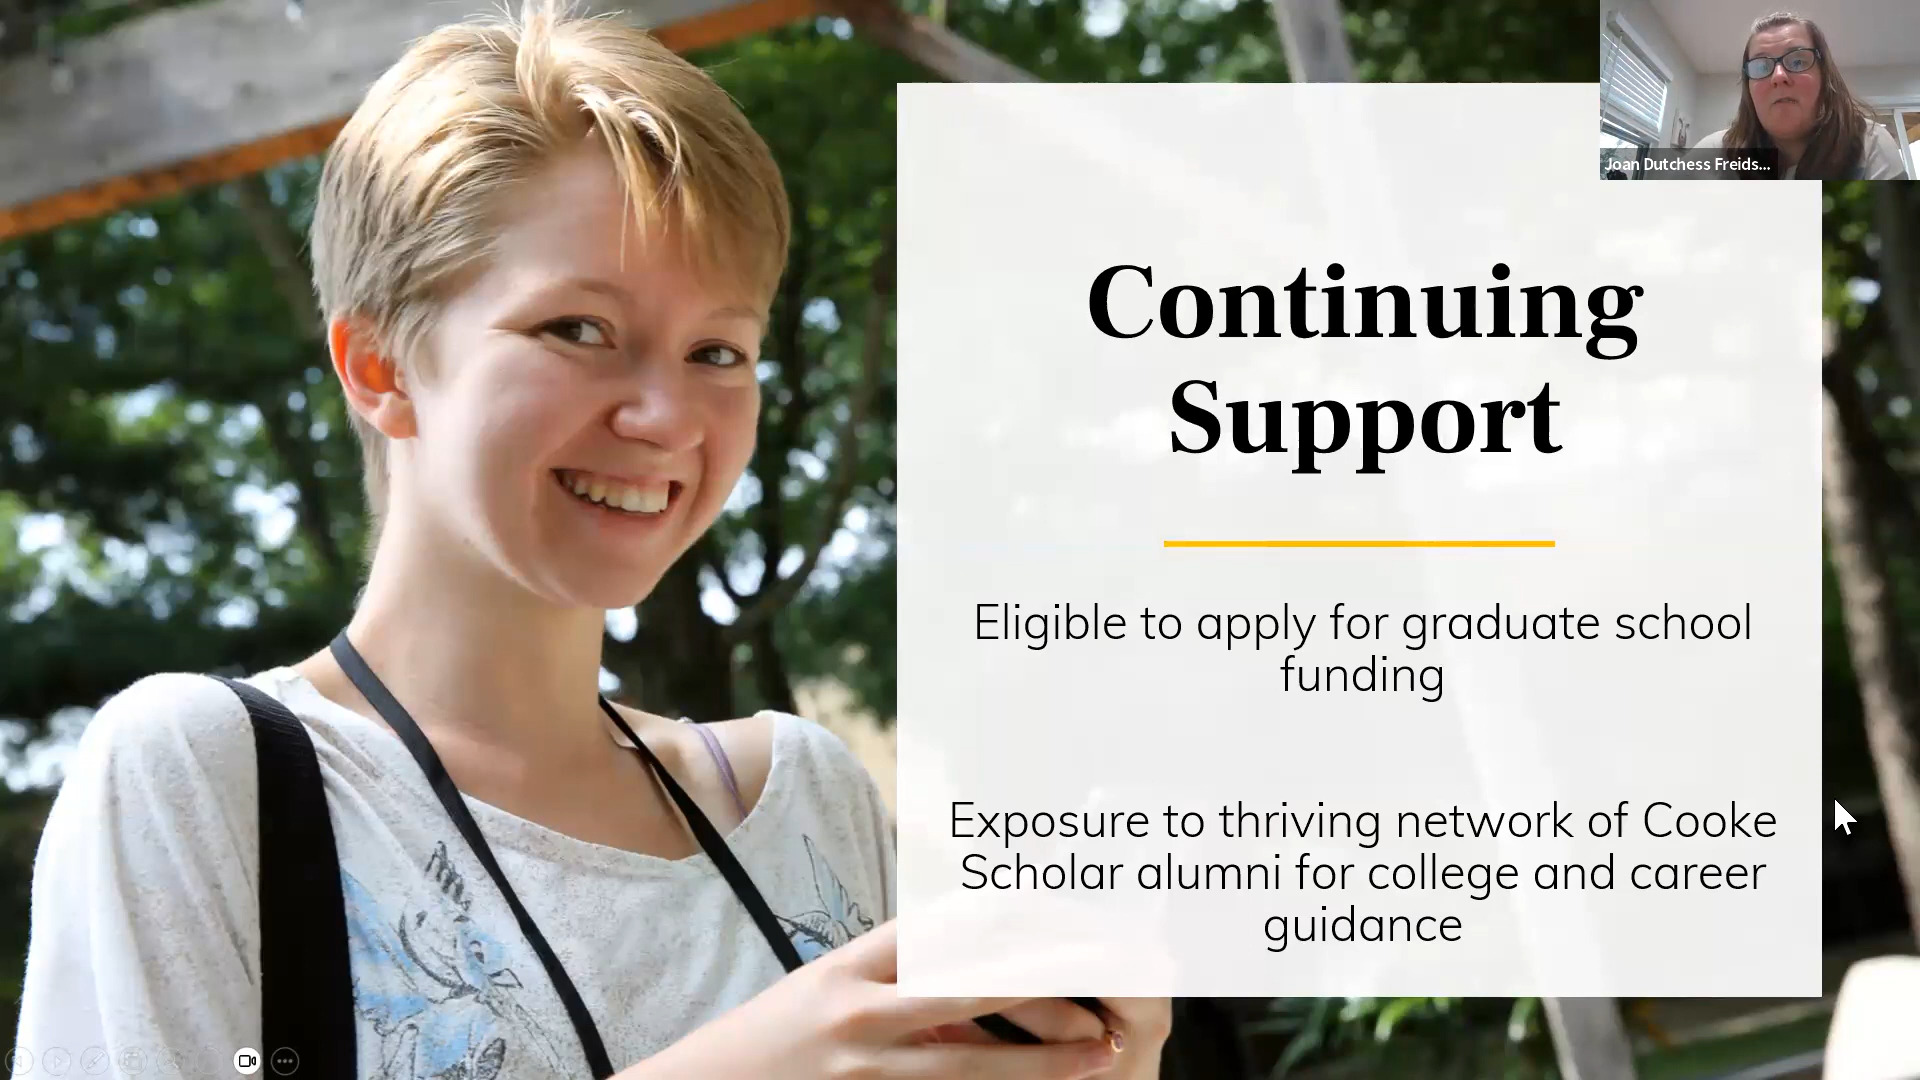 Joan Dutchess Freids...
Continuing
Support
Eligible to apply for graduate school
funding
Exposure to thriving network of Cooke
Scholar alumni for college and career
guidance